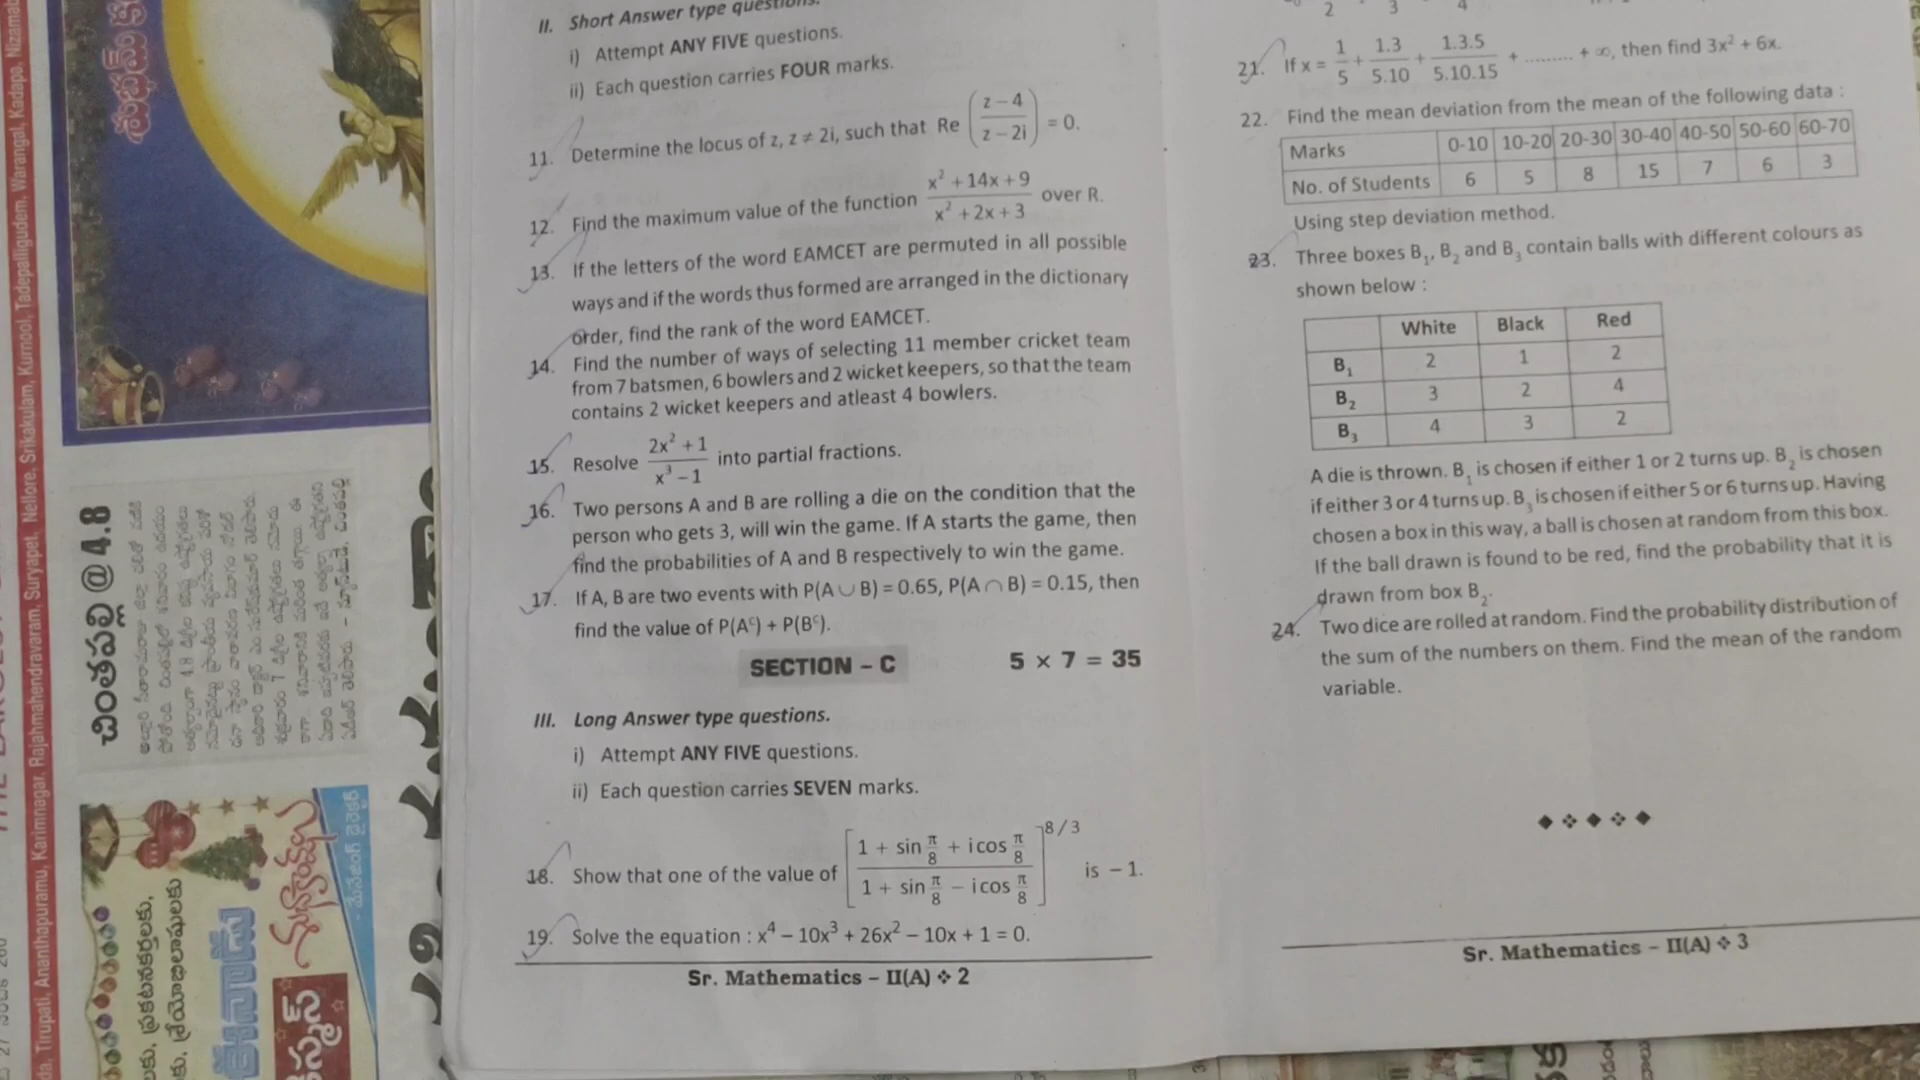 II. Short Answer type questions.
i) Attempt ANY FIVE questions.
ii) Each question carries FOUR marks.
11. Determine the locus of z, z ≠ 2i, such that Re ((z – 4)/(z – 2i)) = 0.
12. Find the maximum value of the function (x² + 14x + 9)/(x² + 2x + 3) over R.
13. If the letters of the word EAMCET are permuted in all possible
ways and if the words thus formed are arranged in the dictionary
order, find the rank of the word EAMCET.
14. Find the number of ways of selecting 11 member cricket team
from 7 batsmen, 6 bowlers and 2 wicket keepers, so that the team
contains 2 wicket keepers and atleast 4 bowlers.
15. Resolve (2x² + 1)/(x³ – 1) into partial fractions.
16. Two persons A and B are rolling a die on the condition that the
person who gets 3, will win the game. If A starts the game, then
find the probabilities of A and B respectively to win the game.
17. If A, B are two events with P(A ∪ B) = 0.65, P(A ∩ B) = 0.15, then
find the value of P(Aᶜ) + P(Bᶜ).
SECTION – C 5 × 7 = 35
III. Long Answer type questions.
i) Attempt ANY FIVE questions.
ii) Each question carries SEVEN marks.
18. Show that one of the value of [(1 + sin π/8 + i cos π/8)/(1 + sin π/8 – i cos π/8)]^8/3 is – 1.
19. Solve the equation : x⁴ – 10x³ + 26x² – 10x + 1 = 0.
Sr. Mathematics – II(A) ❖ 2
2 3 4
21. If x = 1/5 + 1.3/5.10 + 1.3.5/5.10.15 + ......... + ∞, then find 3x² + 6x.
22. Find the mean deviation from the mean of the following data :
Marks 0-10 10-20 20-30 30-40 40-50 50-60 60-70
No. of Students 6 5 8 15 7 6 3
Using step deviation method.
23. Three boxes B₁, B₂ and B₃ contain balls with different colours as
shown below :
White Black Red
B₁ 2 1 2
B₂ 3 2 4
B₃ 4 3 2
A die is thrown. B₁ is chosen if either 1 or 2 turns up. B₂ is chosen
if either 3 or 4 turns up. B₃ is chosen if either 5 or 6 turns up. Having
chosen a box in this way, a ball is chosen at random from this box.
If the ball drawn is found to be red, find the probability that it is
drawn from box B₂.
24. Two dice are rolled at random. Find the probability distribution of
the sum of the numbers on them. Find the mean of the random
variable.
◆ ❖ ◆ ❖ ◆
Sr. Mathematics – II(A) ❖ 3
Tirupati, Ananthapuramu, Karimnagar, Rajahmahendravaram, Suryapet, Nellore, Srikakulam, Kurnool, Tadepalligudem, Warangal, Kadapa,
చింతపల్లి @ 4.8